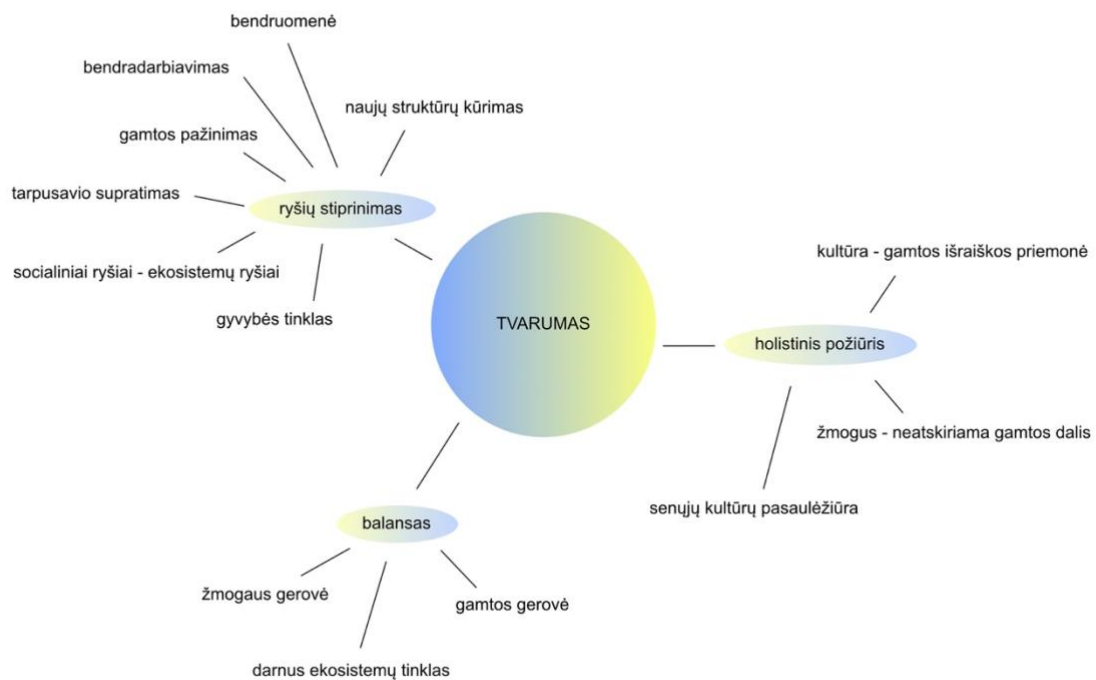 bendruomenė
bendradarbiavimas
naujų struktūrų kūrimas
gamtos pažinimas
tarpusavio supratimas
ryšių stiprinimas
socialiniai ryšiai - ekosistemų ryšiai
gyvybės tinklas
TVARUMAS
kultūra - gamtos išraiškos priemonė
holistinis požiūris
žmogus - neatskiriama gamtos dalis
senųjų kultūrų pasaulėžiūra
balansas
žmogaus gerovė
gamtos gerovė
darnus ekosistemų tinklas